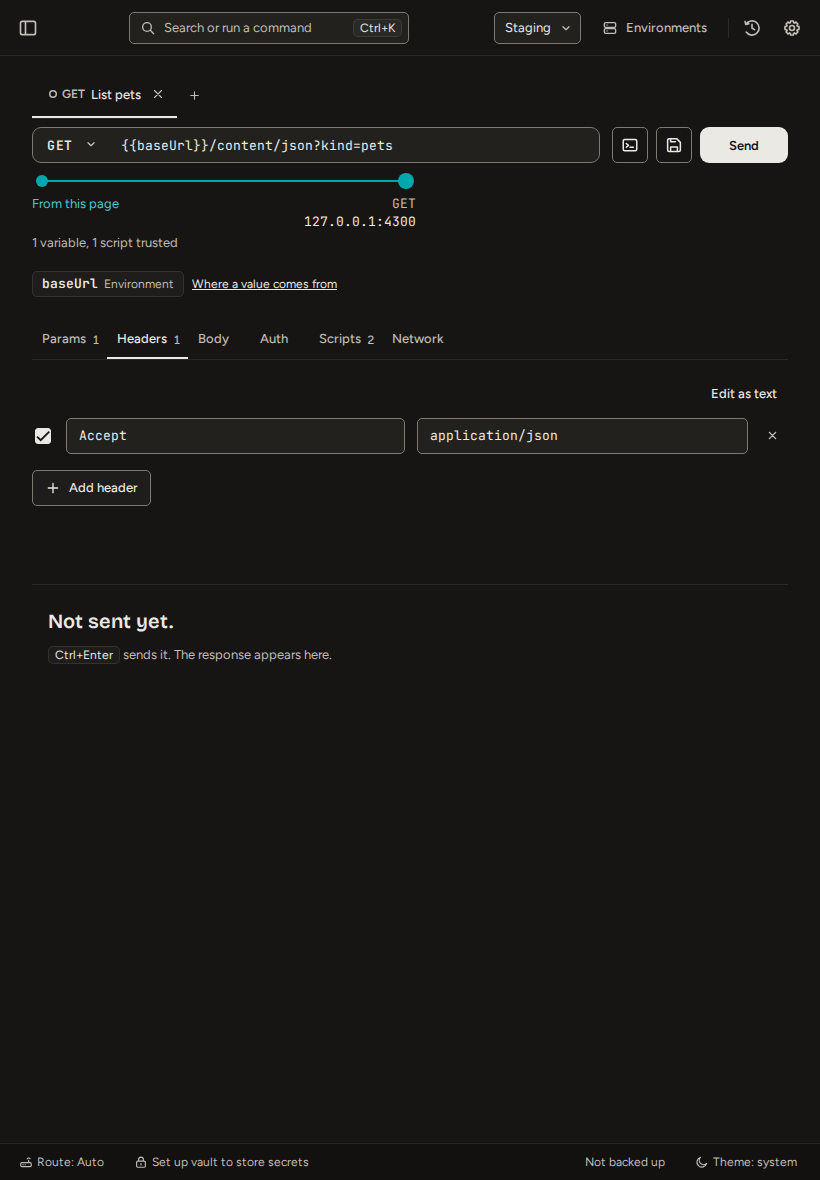 Search or run a command Ctrl+K Staging Environments
GET List pets
GET {{baseUrl}}/content/json?kind=pets Send
From this page GET
127.0.0.1:4300
1 variable, 1 script trusted
baseUrl Environment Where a value comes from
Params 1 Headers 1 Body Auth Scripts 2 Network
Edit as text
Accept application/json
Add header
Not sent yet.
Ctrl+Enter sends it. The response appears here.
Route: Auto Set up vault to store secrets Not backed up Theme: system